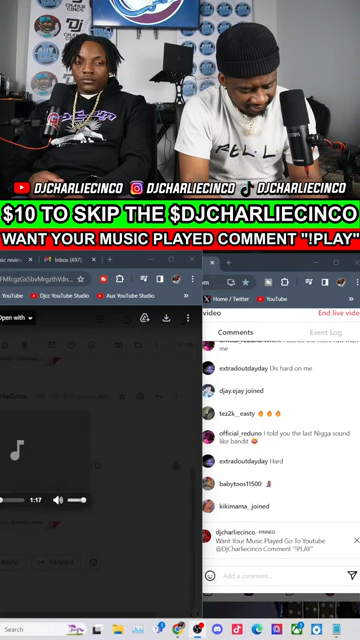 DJCHARLIECINCO DJCHARLIECINCO DJCHARLIECINCO
$10 TO SKIP THE $DJCHARLIECINCO
WANT YOUR MUSIC PLAYED COMMENT "!PLAY"
Inbox (497)
YouTube
Djcc YouTube Studio
Aux YouTube Studio
Open with
1:17
Reply
Forward
Home / Twitter
YouTube
video
End live video
Comments
Event Log
me
extradoutdayday Dis hard on me
djay.ejay joined
tez2k__easty 🔥🔥🔥
official_reduno I told you the last Nigga sound
like bandit
extradoutdayday Hard
babytoos11500
kikimama_joined
djcharliecinco • PINNED
Want Your Music Played Go To Youtube
@DjCharliecinco Comment "!PLAY"
Add a comment...
Search